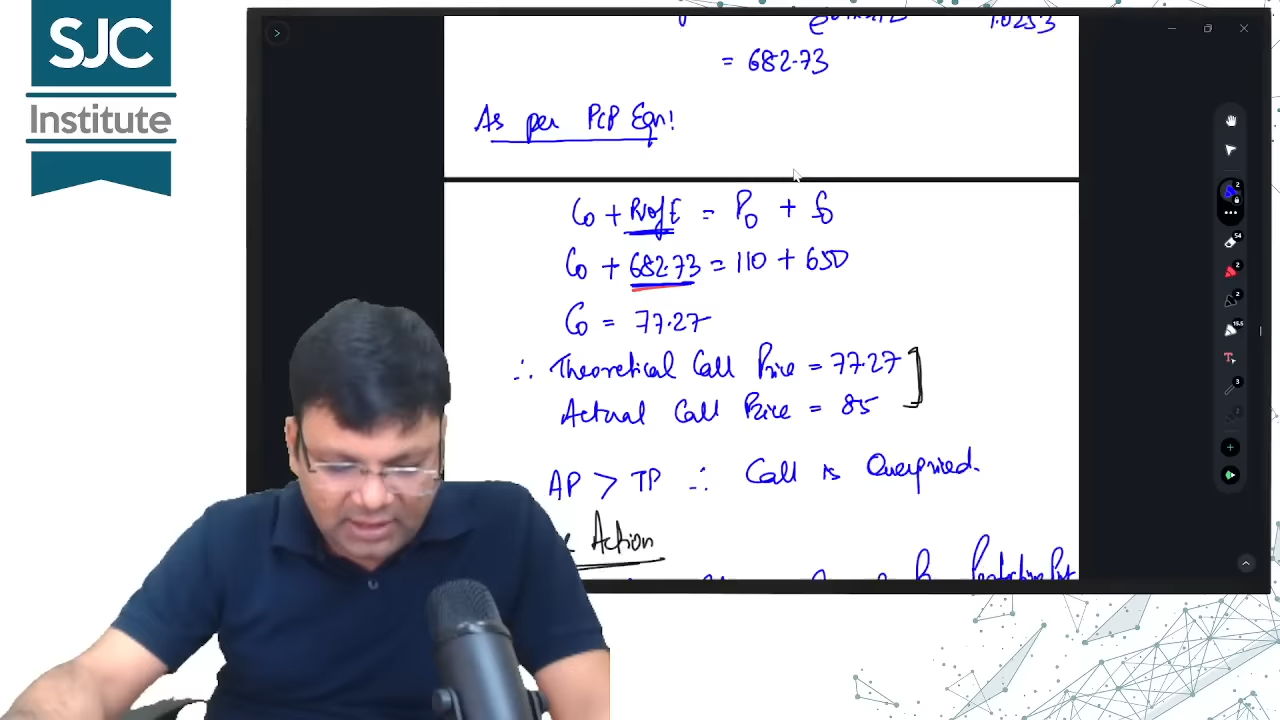 SJC
Institute
= 682.73
As per PCP Eqn!
C0 + PV of E = P0 + S0
C0 + 682.73 = 110 + 650
C0 = 77.27
∴ Theoretical Call Price = 77.27
Actual Call Price = 85
AP > TP ∴ Call is Overpriced.
Action